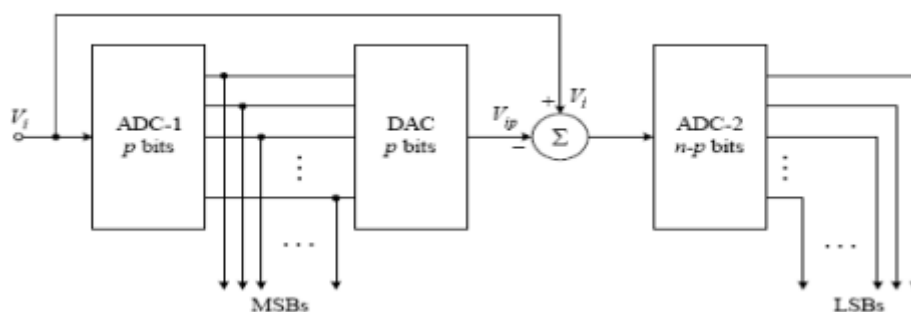 V_i
ADC-1
p bits
DAC
p bits
V_ip
+
V_i
−
Σ
ADC-2
n-p bits
MSBs
LSBs